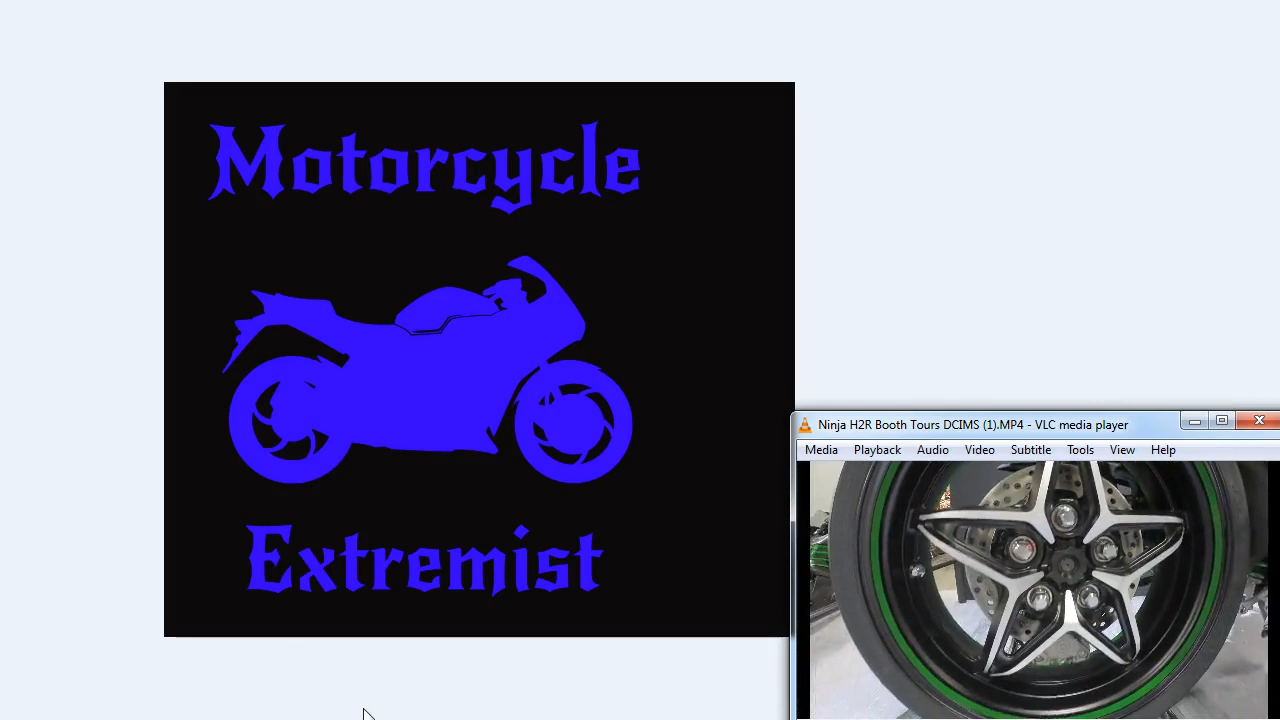 Motorcycle
Extremist
Ninja H2R Booth Tours DCIMS (1).MP4 - VLC media player
Media Playback Audio Video Subtitle Tools View Help